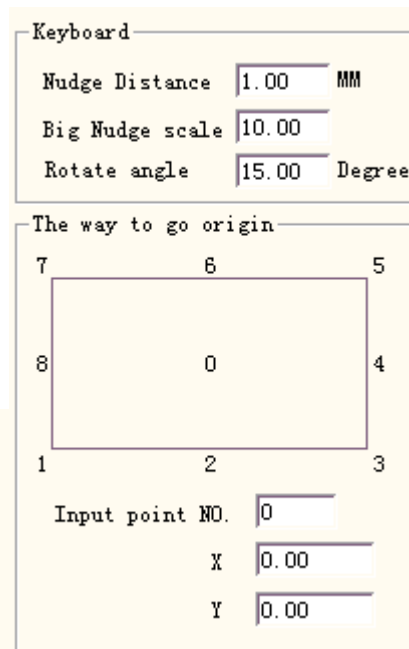 Keyboard
Nudge Distance 1.00 MM
Big Nudge scale 10.00
Rotate angle 15.00 Degree
The way to go origin
7 6 5
8 0 4
1 2 3
Input point NO. 0
X 0.00
Y 0.00